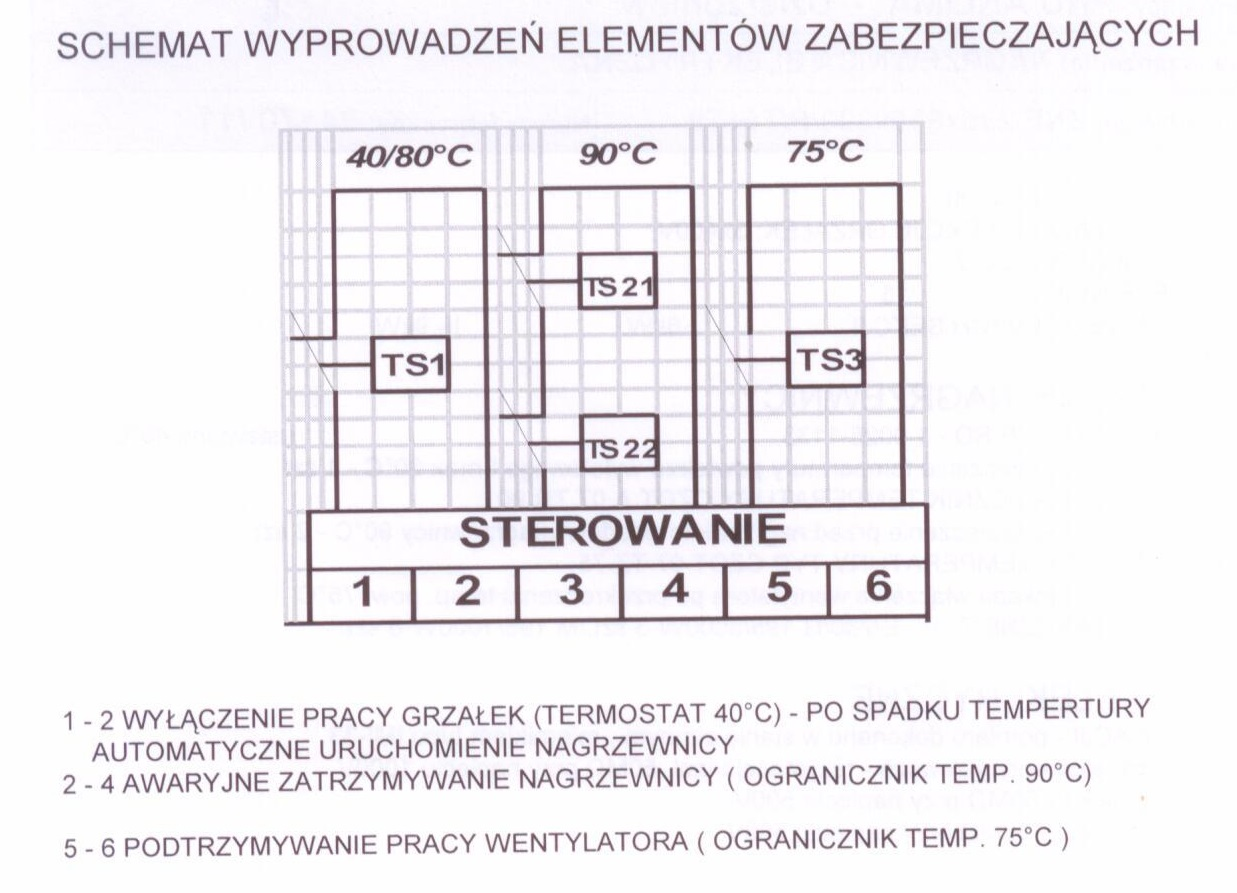 SCHEMAT WYPROWADZEŃ ELEMENTÓW ZABEZPIECZAJĄCYCH
40/80°C 90°C 75°C
TS21
TS1 TS3
TS22
STEROWANIE
1 2 3 4 5 6
1 - 2 WYŁĄCZENIE PRACY GRZAŁEK (TERMOSTAT 40°C) - PO SPADKU TEMPERTURY
AUTOMATYCZNE URUCHOMIENIE NAGRZEWNICY
2 - 4 AWARYJNE ZATRZYMYWANIE NAGRZEWNICY ( OGRANICZNIK TEMP. 90°C)
5 - 6 PODTRZYMYWANIE PRACY WENTYLATORA ( OGRANICZNIK TEMP. 75°C )